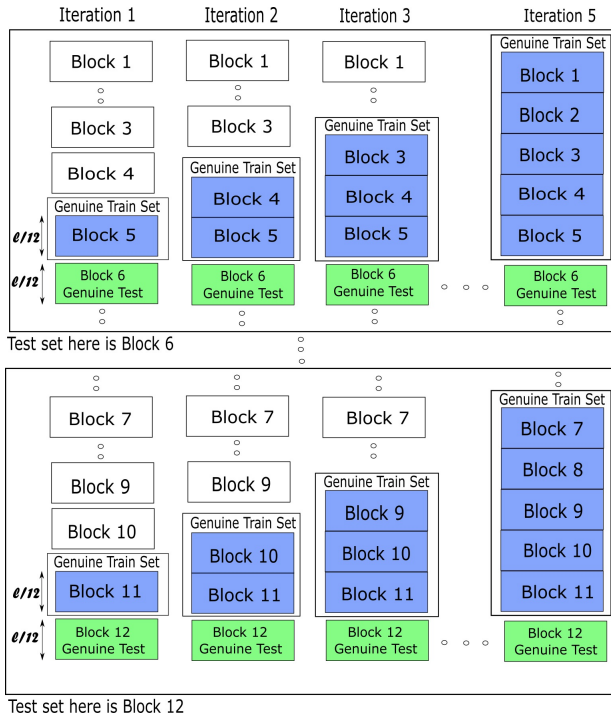 Iteration 1
Iteration 2
Iteration 3
Iteration 5
Block 1
Block 3
Block 4
Genuine Train Set
Block 5
ℓ/12
ℓ/12
Block 6
Genuine Test
Block 1
Block 3
Genuine Train Set
Block 4
Block 5
Block 6
Genuine Test
Block 1
Genuine Train Set
Block 3
Block 4
Block 5
Block 6
Genuine Test
Genuine Train Set
Block 1
Block 2
Block 3
Block 4
Block 5
Block 6
Genuine Test
Test set here is Block 6
Block 7
Block 9
Block 10
Genuine Train Set
Block 11
ℓ/12
ℓ/12
Block 12
Genuine Test
Block 7
Block 9
Genuine Train Set
Block 10
Block 11
Block 12
Genuine Test
Block 7
Genuine Train Set
Block 9
Block 10
Block 11
Block 12
Genuine Test
Genuine Train Set
Block 7
Block 8
Block 9
Block 10
Block 11
Block 12
Genuine Test
Test set here is Block 12